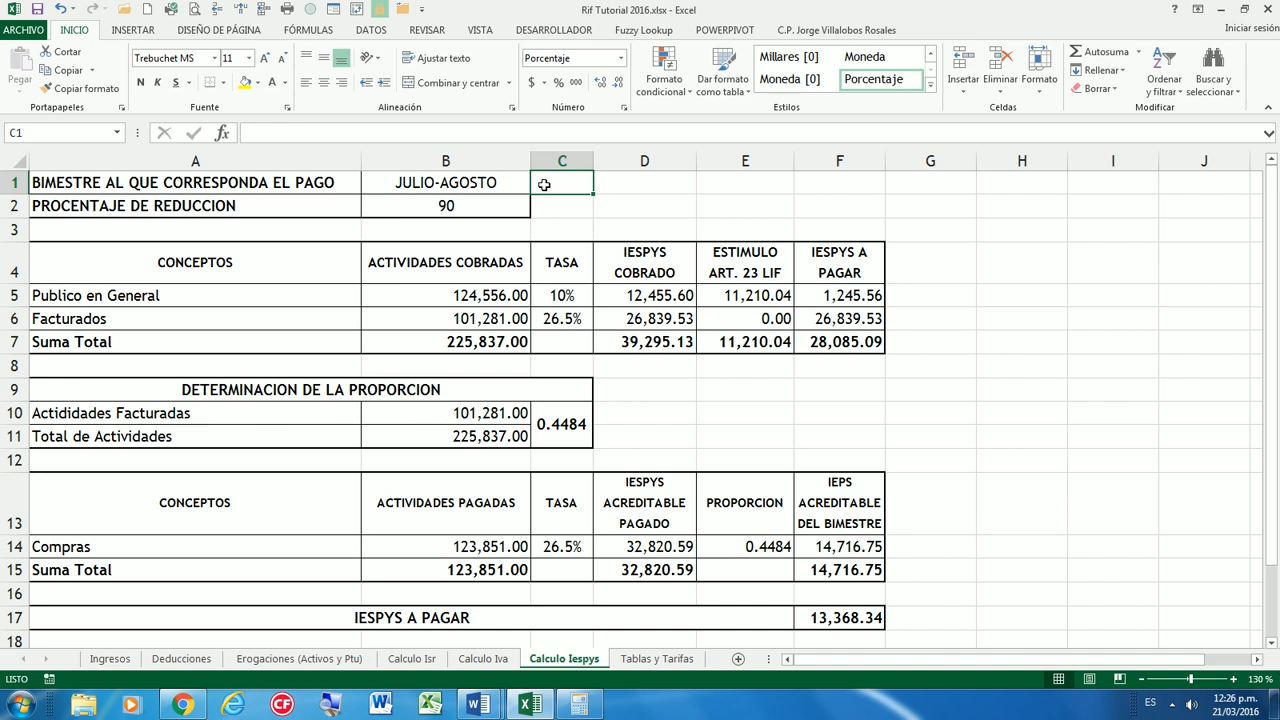 Rif Tutorial 2016.xlsx - Excel
ARCHIVO INICIO INSERTAR DISEÑO DE PÁGINA FÓRMULAS DATOS REVISAR VISTA DESARROLLADOR Fuzzy Lookup POWERPIVOT C.P. Jorge Villalobos Rosales Iniciar sesión
Pegar
Cortar
Copiar
Copiar formato
Portapapeles
Trebuchet MS 11
N K S
Fuente
Ajustar texto
Combinar y centrar
Alineación
Porcentaje
$ % 000
Número
Formato condicional
Dar formato como tabla
Millares [0] Moneda
Moneda [0] Porcentaje
Estilos
Insertar Eliminar Formato
Celdas
Autosuma
Rellenar
Borrar
Ordenar y filtrar
Buscar y seleccionar
Modificar
C1 fx
A B C D E F G H I J
1 BIMESTRE AL QUE CORRESPONDA EL PAGO JULIO-AGOSTO
2 PROCENTAJE DE REDUCCION 90
3
4 CONCEPTOS ACTIVIDADES COBRADAS TASA IESPYS COBRADO ESTIMULO ART. 23 LIF IESPYS A PAGAR
5 Publico en General 124,556.00 10% 12,455.60 11,210.04 1,245.56
6 Facturados 101,281.00 26.5% 26,839.53 0.00 26,839.53
7 Suma Total 225,837.00 39,295.13 11,210.04 28,085.09
8
9 DETERMINACION DE LA PROPORCION
10 Actididades Facturadas 101,281.00 0.4484
11 Total de Actividades 225,837.00
12
13 CONCEPTOS ACTIVIDADES PAGADAS TASA IESPYS ACREDITABLE PAGADO PROPORCION IEPS ACREDITABLE DEL BIMESTRE
14 Compras 123,851.00 26.5% 32,820.59 0.4484 14,716.75
15 Suma Total 123,851.00 32,820.59 14,716.75
16
17 IESPYS A PAGAR 13,368.34
18
Ingresos Deducciones Erogaciones (Activos y Ptu) Calculo Isr Calculo Iva Calculo Iespys Tablas y Tarifas
LISTO 130 %
ES 12:26 p.m.
21/03/2016